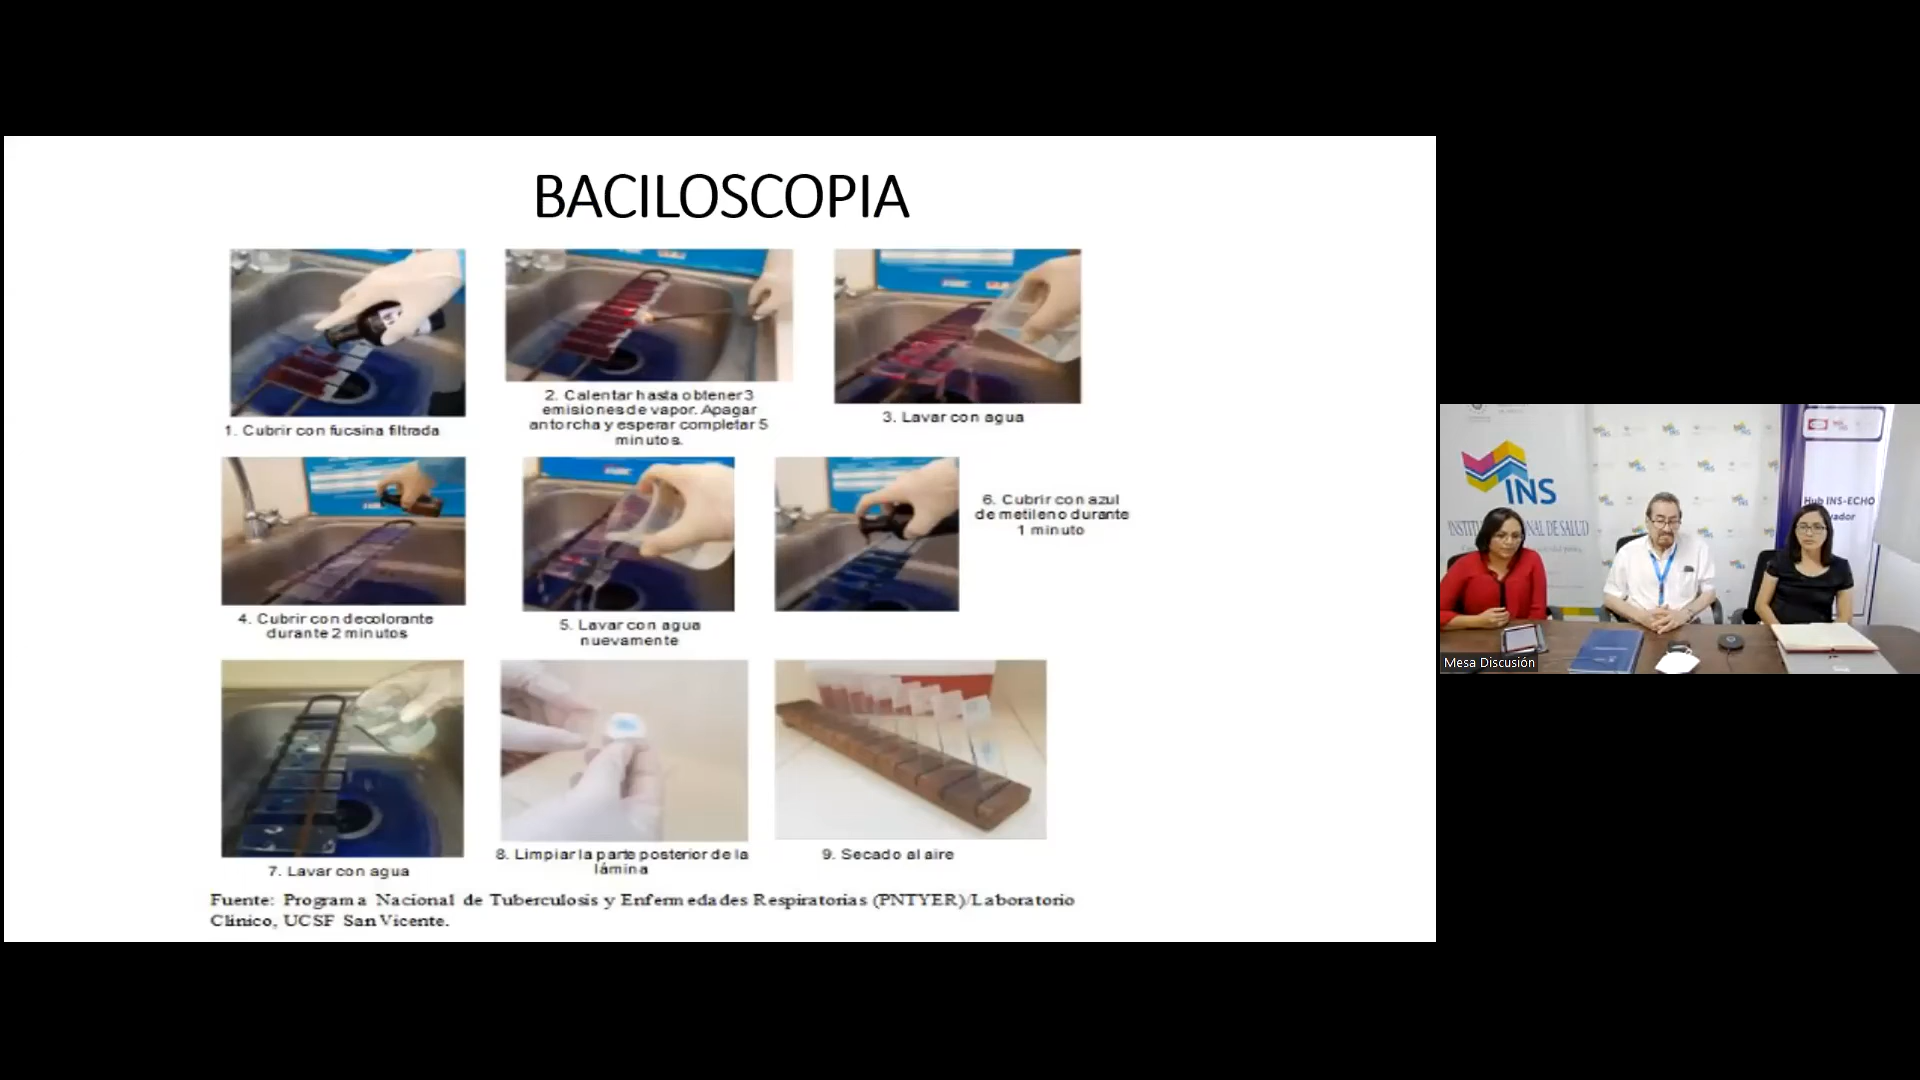 BACILOSCOPIA
1. Cubrir con fucsina filtrada
2. Calentar hasta obtener 3
emisiones de vapor. Apagar
antorcha y esperar completar 5
minutos.
3. Lavar con agua
4. Cubrir con decolorante
durante 2 minutos
5. Lavar con agua
nuevamente
6. Cubrir con azul
de metileno durante
1 minuto
7. Lavar con agua
8. Limpiar la parte posterior de la
lámina
9. Secado al aire
Fuente: Programa Nacional de Tuberculosis y Enfermedades Respiratorias (PNTYER)/Laboratorio
Clínico, UCSF San Vicente.
INS
INS
Hub INS-ECHO
Mesa Discusión